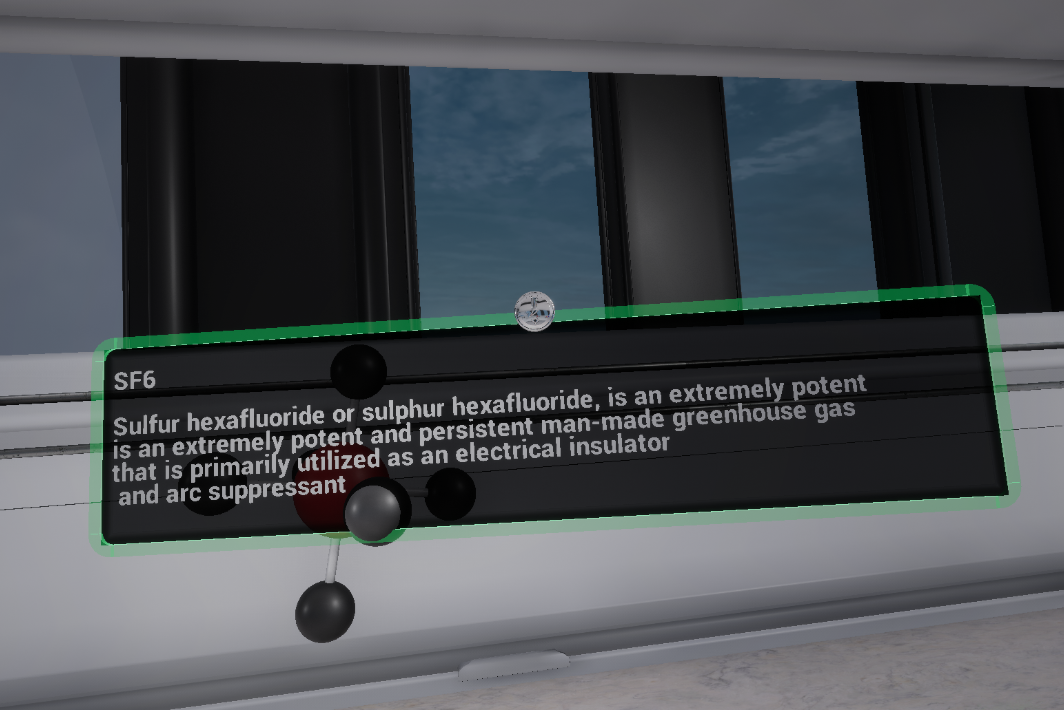 SF6
Sulfur hexafluoride or sulphur hexafluoride, is an extremely potent
is an extremely potent and persistent man-made greenhouse gas
that is primarily utilized as an electrical insulator
and arc suppressant